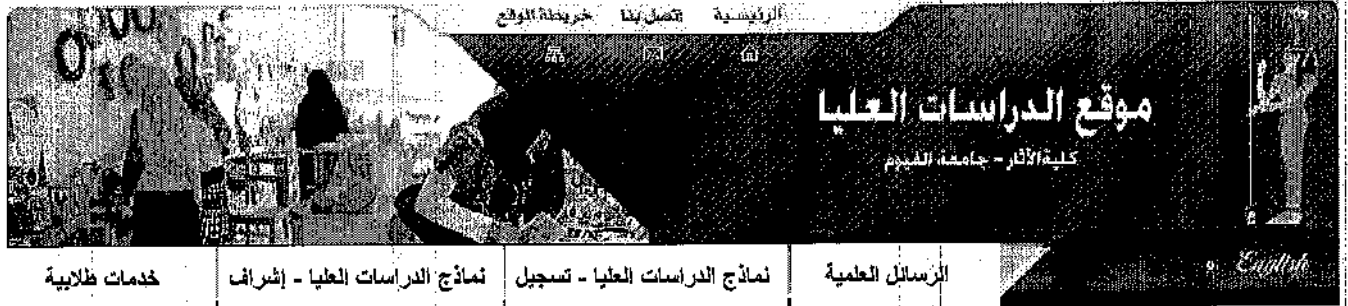 الرئيسية اتصل بنا خريطة الموقع
موقع الدراسات العليا
كلية الآثار - جامعة الفيوم
English
الرسائل العلمية نماذج الدراسات العليا - تسجيل نماذج الدراسات العليا - إشراف خدمات طلابية